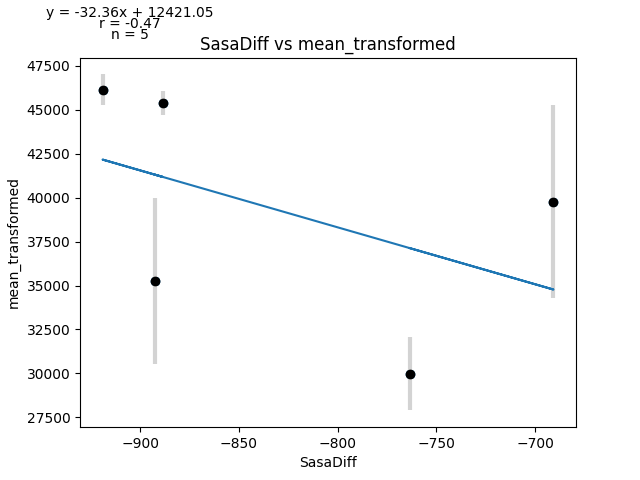 y = -32.36x + 12421.05
r = -0.47
n = 5
SasaDiff vs mean_transformed
47500
45000
42500
40000
37500
35000
32500
30000
27500
mean_transformed
−900
−850
−800
−750
−700
SasaDiff